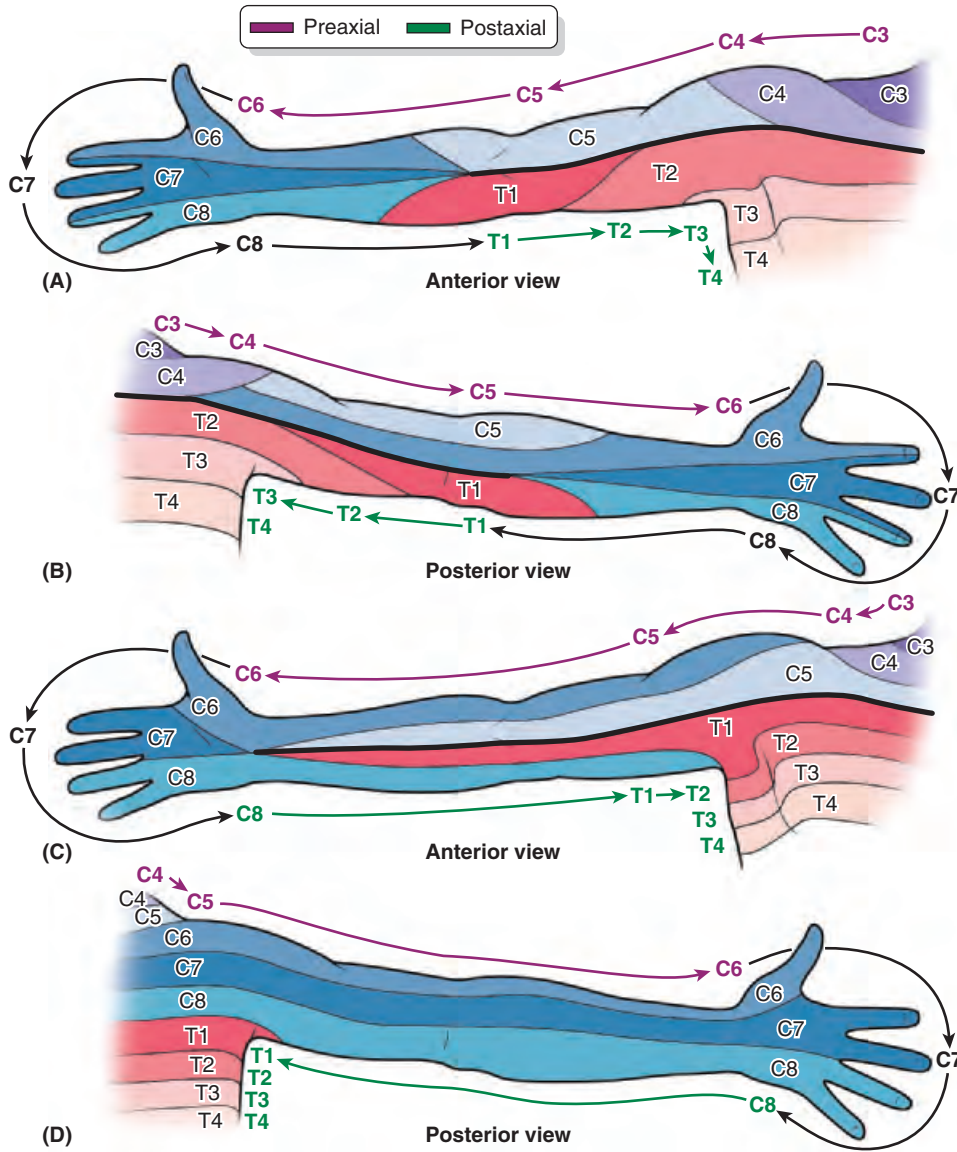 Preaxial Postaxial
C3
C4
C5
C6
C7
C8
T1 T2 T3
T4
C6
C7
C8
C5
C4
C3
T1
T2
T3
T4
(A)
Anterior view
C3
C4
C5
C6
C7
C8
T1
T2
T3
T4
C3
C4
T2
T3
T4
C5
T1
C6
C7
C8
(B)
Posterior view
C3
C4
C5
C6
C7
C8
T1 T2
T3
T4
C6
C7
C8
C5
C4
C3
T1
T2
T3
T4
(C)
Anterior view
C4
C5
C6
C7
C8
T1
T2
T3
T4
C4
C5
C6
C7
C8
T1
T2
T3
T4
C6
C7
C8
(D)
Posterior view